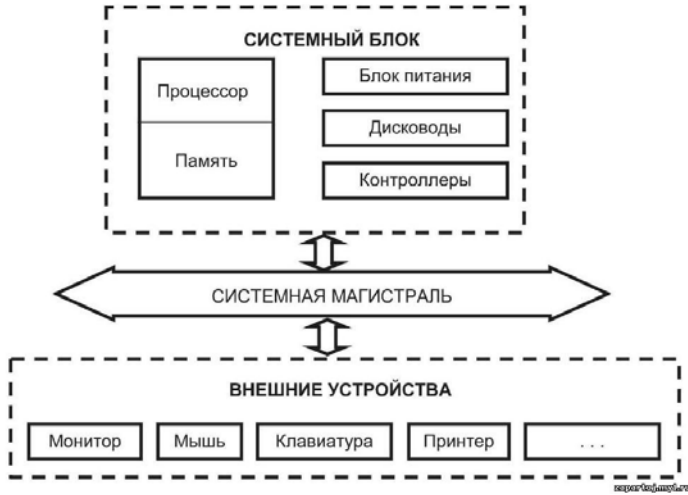 СИСТЕМНЫЙ БЛОК
Процессор
Память
Блок питания
Дисководы
Контроллеры
СИСТЕМНАЯ МАГИСТРАЛЬ
ВНЕШНИЕ УСТРОЙСТВА
Монитор
Мышь
Клавиатура
Принтер
. . .